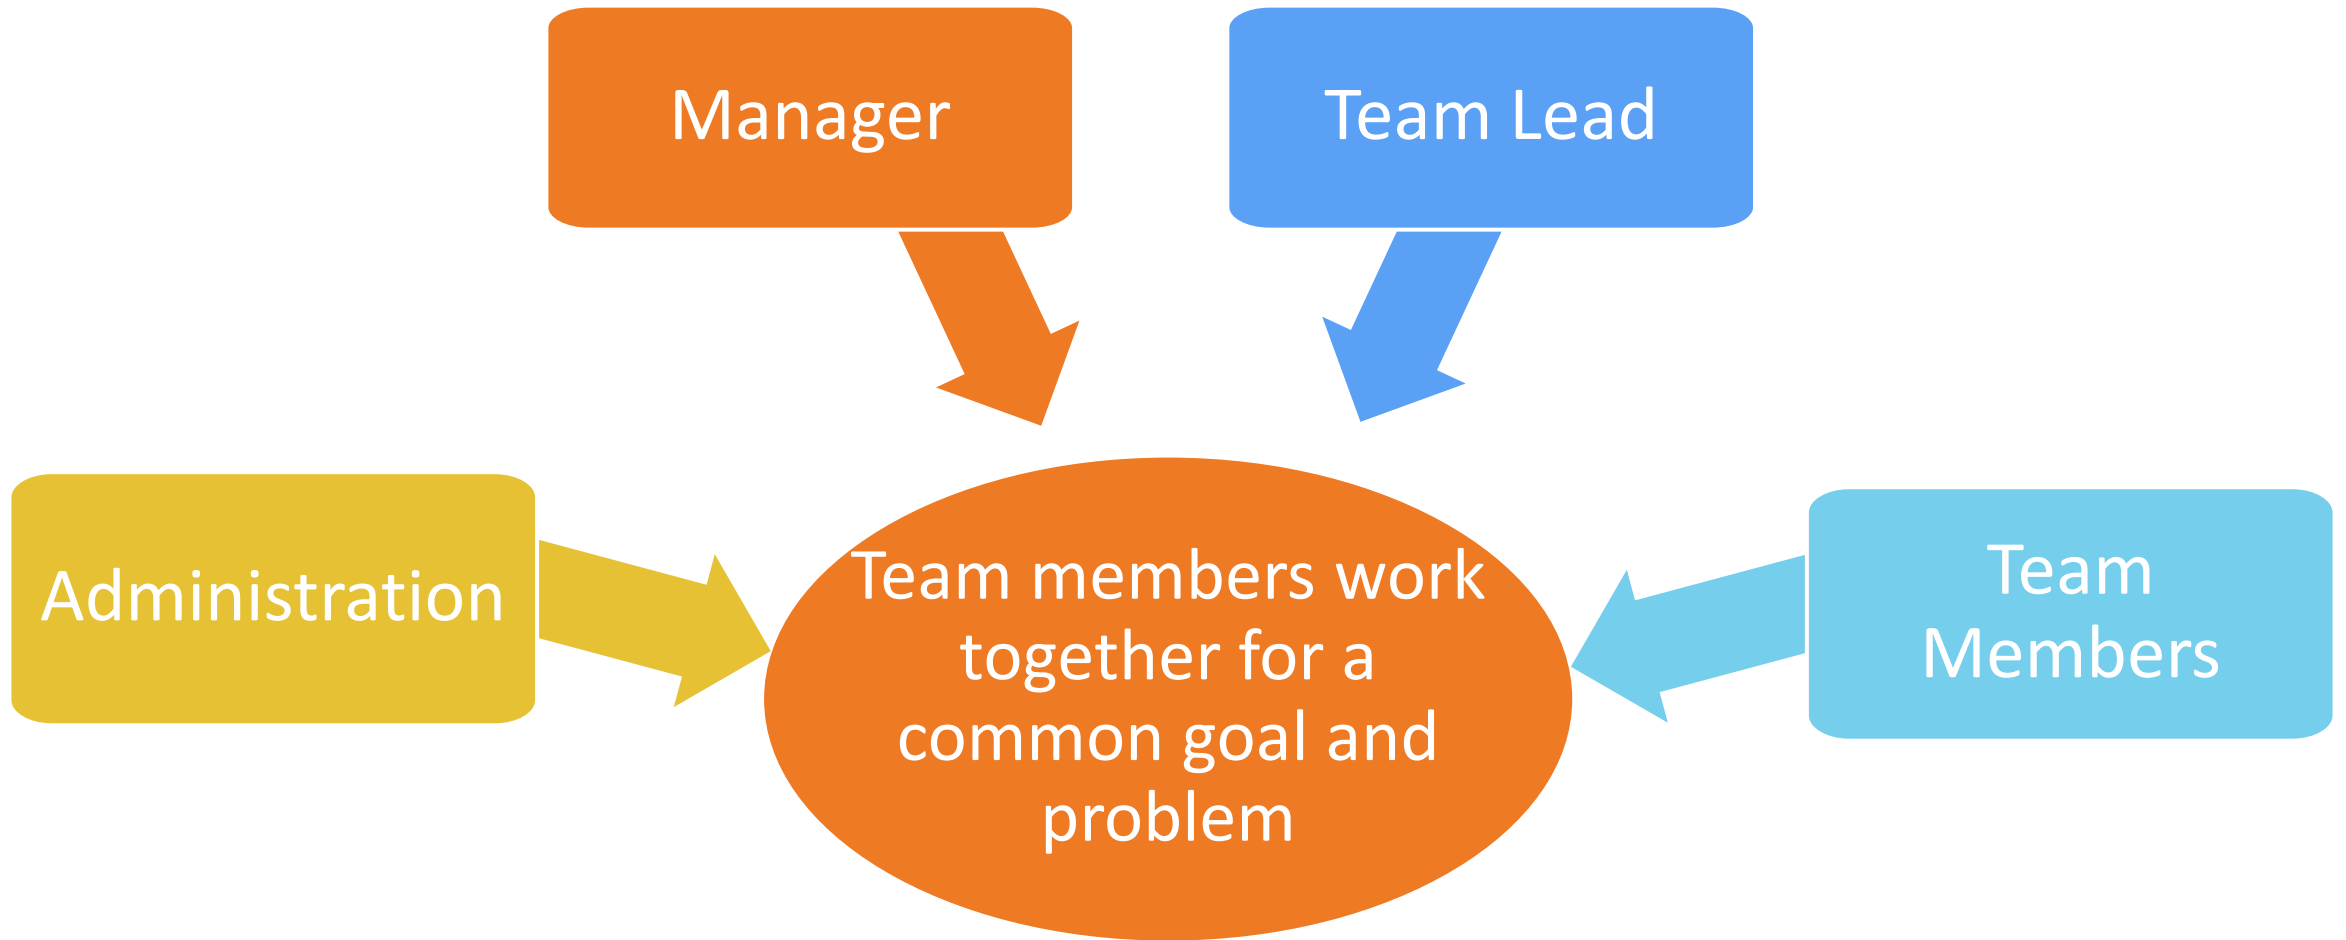 Manager
Team Lead
Administration
Team members work
together for a
common goal and
problem
Team
Members